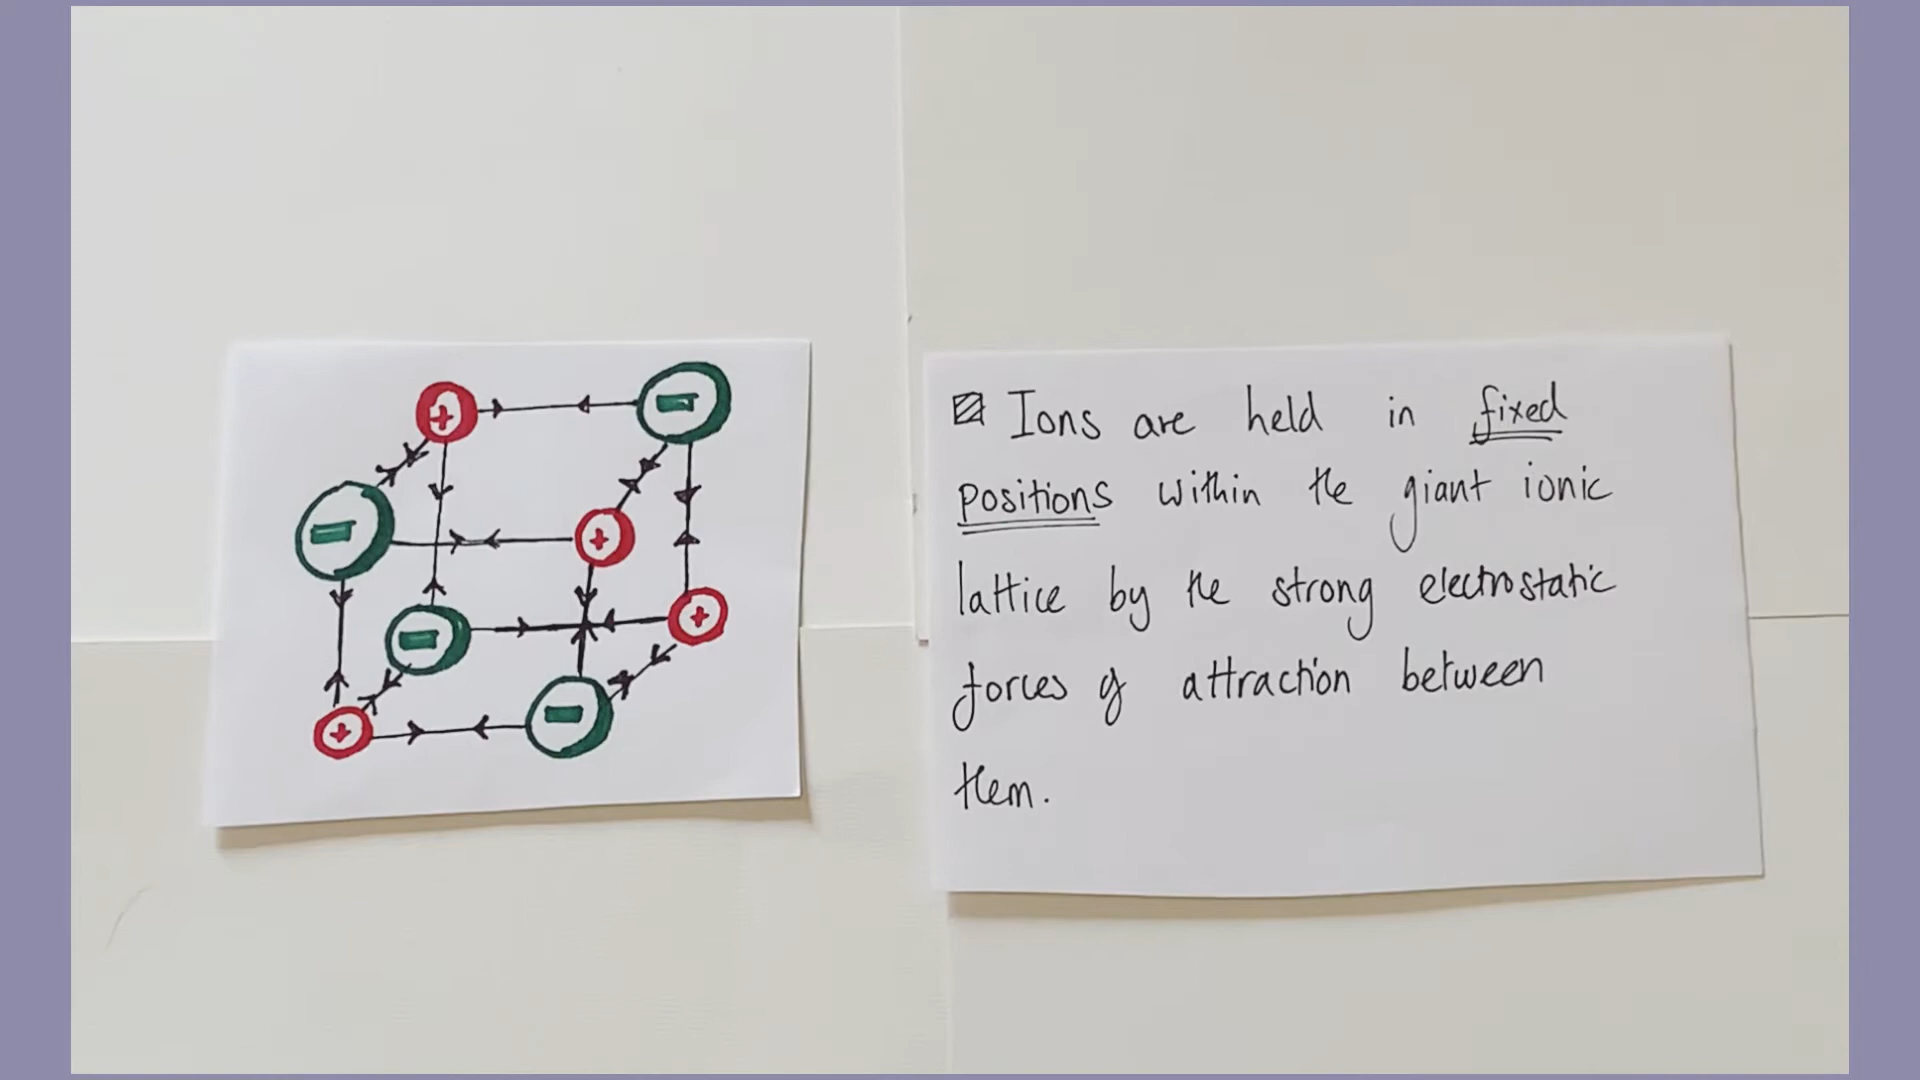 +
−
−
+
−
+
+
−
Ions are held in fixed
positions within the giant ionic
lattice by the strong electrostatic
forces of attraction between
them.